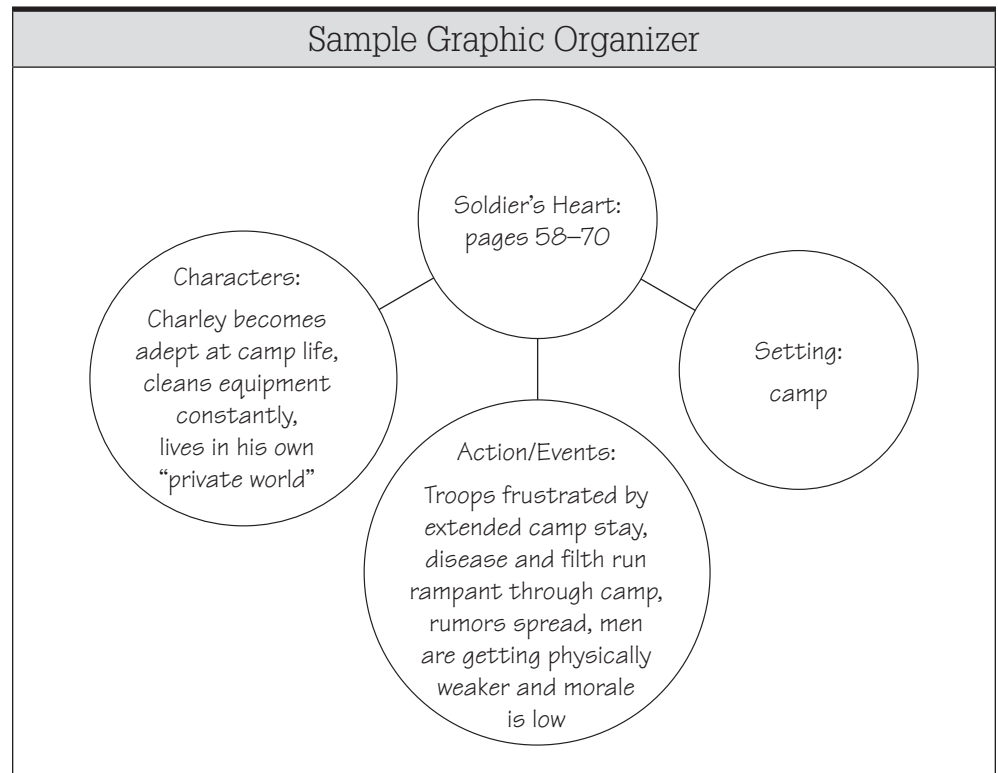 Sample Graphic Organizer
Soldier's Heart:
pages 58–70
Characters:
Charley becomes
adept at camp life,
cleans equipment
constantly,
lives in his own
“private world”
Setting:
camp
Action/Events:
Troops frustrated by
extended camp stay,
disease and filth run
rampant through camp,
rumors spread, men
are getting physically
weaker and morale
is low